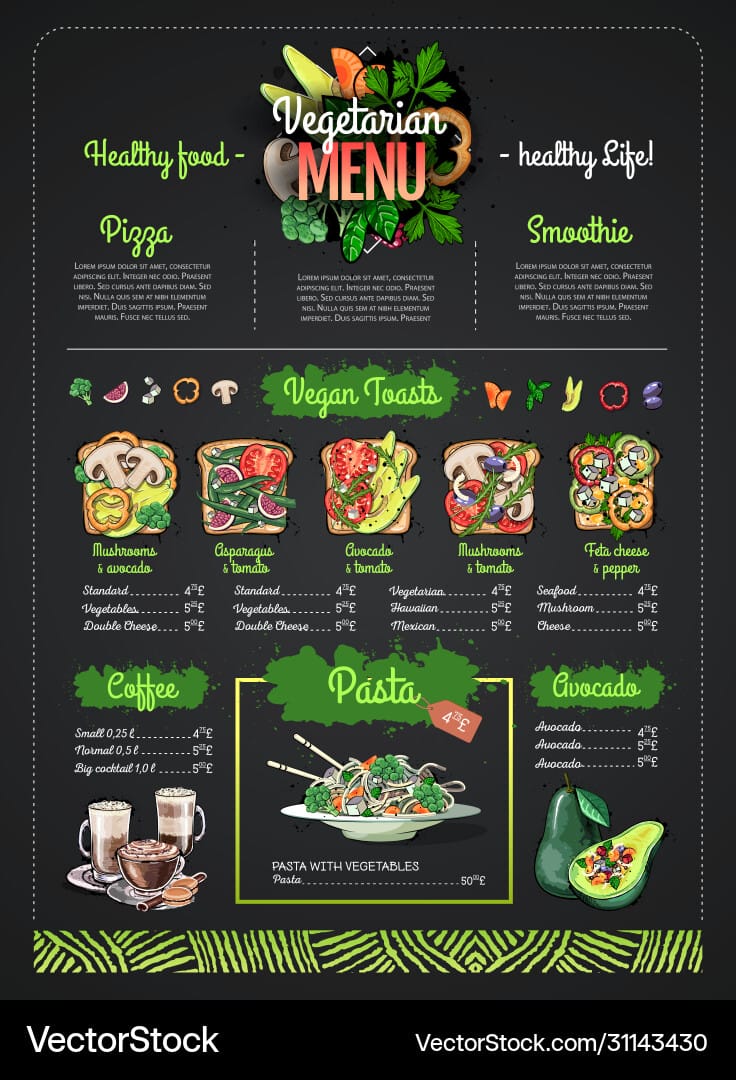 Vegetarian
MENU
Healthy food -
- healthy Life!
Pizza
LOREM IPSUM DOLOR SIT AMET, CONSECTETUR
ADIPISCING ELIT. INTEGER NEC ODIO. PRAESENT
LIBERO. SED CURSUS ANTE DAPIBUS DIAM. SED
NISI. NULLA QUIS SEM AT NIBH ELEMENTUM
IMPERDIET. DUIS SAGITTIS IPSUM. PRAESENT
MAURIS. FUSCE NEC TELLUS SED.
LOREM IPSUM DOLOR SIT AMET, CONSECTETUR
ADIPISCING ELIT. INTEGER NEC ODIO. PRAESENT
LIBERO. SED CURSUS ANTE DAPIBUS DIAM. SED
NISI. NULLA QUIS SEM AT NIBH ELEMENTUM
IMPERDIET. DUIS SAGITTIS IPSUM. PRAESENT
Smoothie
LOREM IPSUM DOLOR SIT AMET, CONSECTETUR
ADIPISCING ELIT. INTEGER NEC ODIO. PRAESENT
LIBERO. SED CURSUS ANTE DAPIBUS DIAM. SED
NISI. NULLA QUIS SEM AT NIBH ELEMENTUM
IMPERDIET. DUIS SAGITTIS IPSUM. PRAESENT
MAURIS. FUSCE NEC TELLUS SED.
Vegan Toasts
Mushrooms
& avocado
Standard 4 75 £
Vegetables 5 25 £
Double Cheese 5 00 £
Asparagus
& tomato
Standard 4 75 £
Vegetables 5 25 £
Double Cheese 5 00 £
Avocado
& tomato
Mushrooms
& tomato
Vegetarian 4 75 £
Hawaiian 5 25 £
Mexican 5 00 £
Feta cheese
& pepper
Seafood 4 75 £
Mushroom 5 25 £
Cheese 5 00 £
Coffee
Small 0,25 l 4 75 £
Normal 0,5 l 5 25 £
Big cocktail 1,0 l 5 00 £
Pasta
4 25 £
PASTA WITH VEGETABLES
Pasta 50 00 £
Avocado
Avocado 4 75 £
Avocado 5 25 £
Avocado 5 00 £
VectorStock
VectorStock.com/31143430